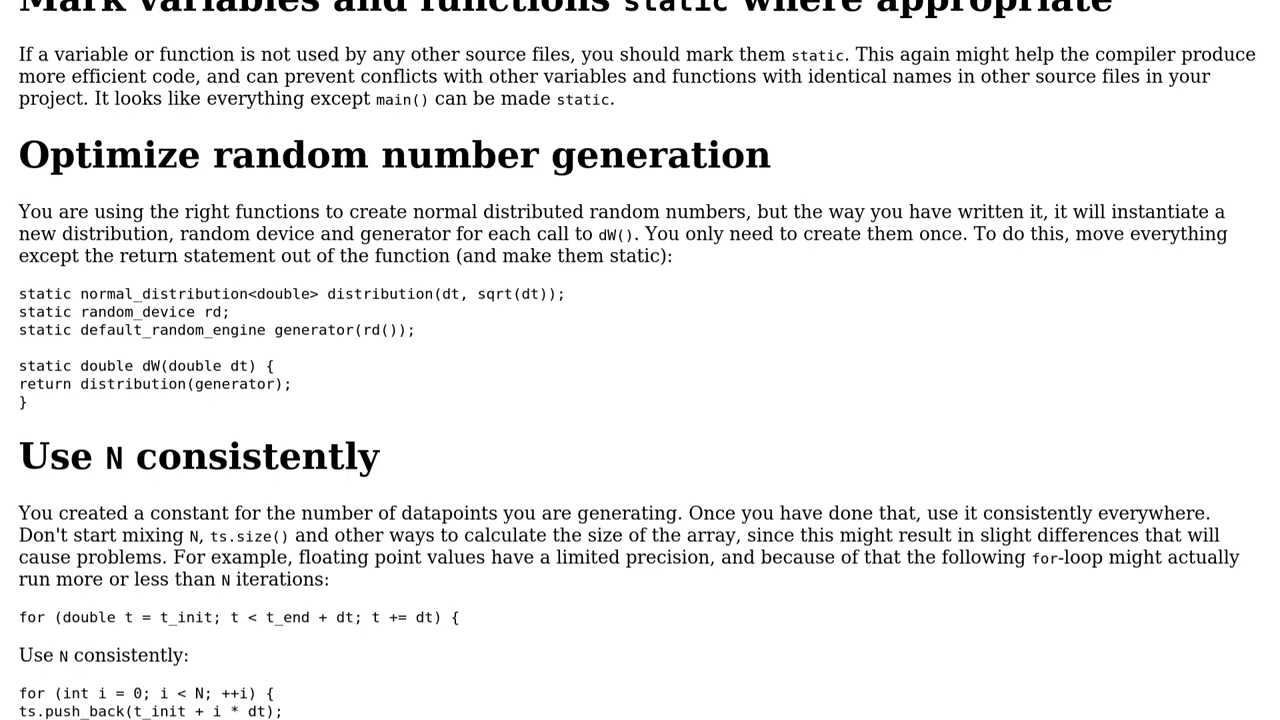 Mark variables and functions static where appropriate
If a variable or function is not used by any other source files, you should mark them static. This again might help the compiler produce
more efficient code, and can prevent conflicts with other variables and functions with identical names in other source files in your
project. It looks like everything except main() can be made static.
Optimize random number generation
You are using the right functions to create normal distributed random numbers, but the way you have written it, it will instantiate a
new distribution, random device and generator for each call to dW(). You only need to create them once. To do this, move everything
except the return statement out of the function (and make them static):
static normal_distribution<double> distribution(dt, sqrt(dt));
static random_device rd;
static default_random_engine generator(rd());
static double dW(double dt) {
return distribution(generator);
}
Use N consistently
You created a constant for the number of datapoints you are generating. Once you have done that, use it consistently everywhere.
Don't start mixing N, ts.size() and other ways to calculate the size of the array, since this might result in slight differences that will
cause problems. For example, floating point values have a limited precision, and because of that the following for-loop might actually
run more or less than N iterations:
for (double t = t_init; t < t_end + dt; t += dt) {
Use N consistently:
for (int i = 0; i < N; ++i) {
ts.push_back(t_init + i * dt);